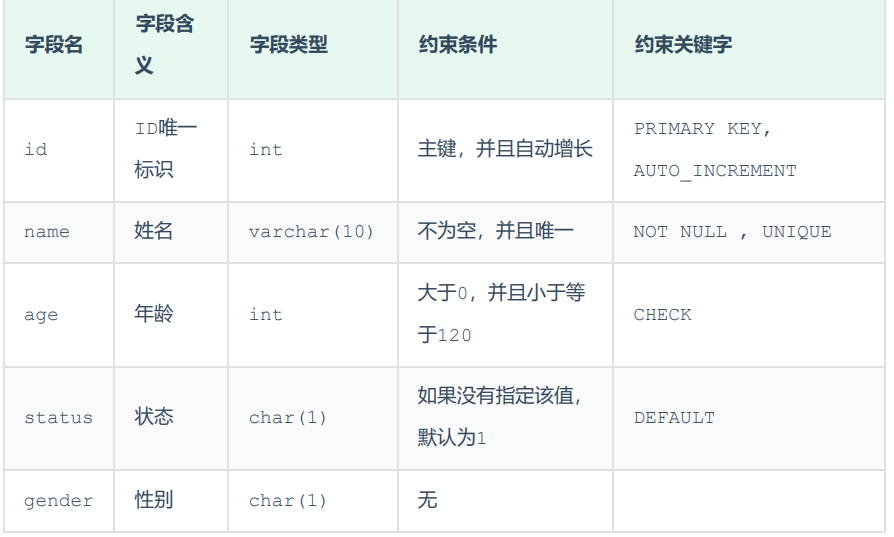 字段名
字段含
义
字段类型
约束条件
约束关键字
id
ID唯一
标识
int
主键，并且自动增长
PRIMARY KEY,
AUTO_INCREMENT
name
姓名
varchar(10)
不为空，并且唯一
NOT NULL , UNIQUE
age
年龄
int
大于0，并且小于等
于120
CHECK
status
状态
char(1)
如果没有指定该值，
默认为1
DEFAULT
gender
性别
char(1)
无